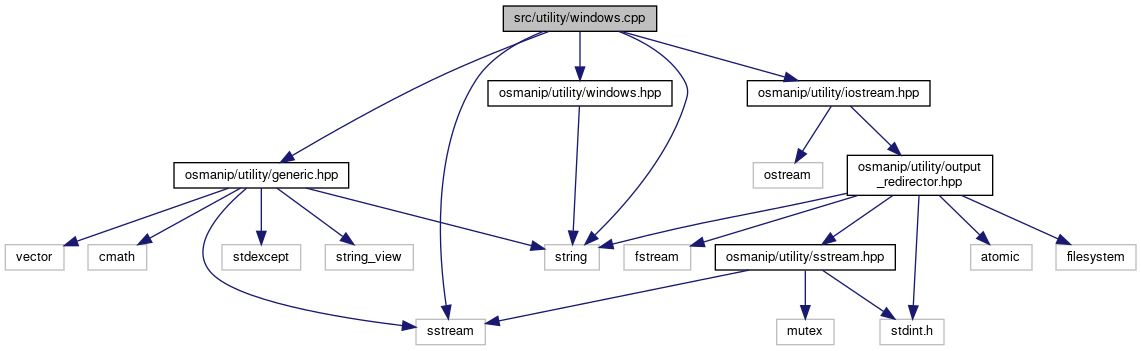 src/utility/windows.cpp
osmanip/utility/windows.hpp
osmanip/utility/iostream.hpp
osmanip/utility/generic.hpp
ostream
osmanip/utility/output
_redirector.hpp
vector
cmath
stdexcept
string_view
string
fstream
osmanip/utility/sstream.hpp
atomic
filesystem
sstream
mutex
stdint.h